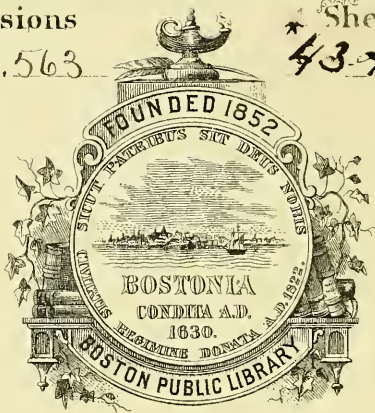 sions
* She
.563
43.
FOUNDED 1852
SICUT PATRIBUS SIT DEUS NOBIS
BOSTONIA
CONDITA A.D.
1630.
CIVITATIS REGIMINE DONATA A.D. 1822.
BOSTON PUBLIC LIBRARY